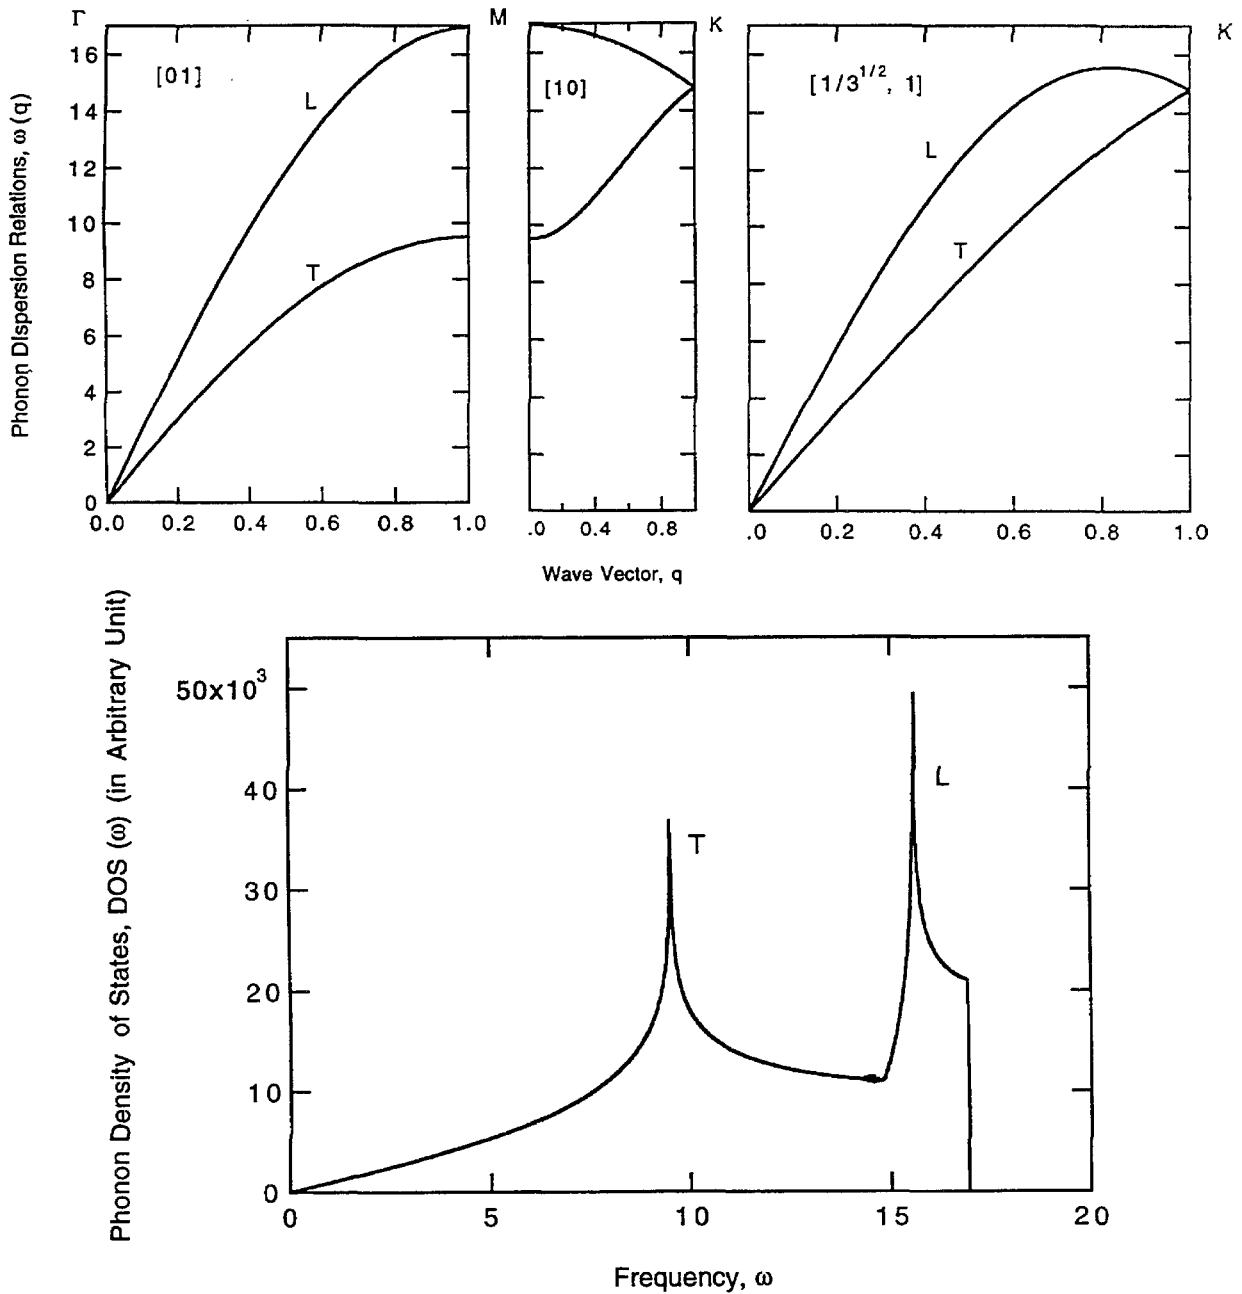 Γ M K K
Phonon Dispersion Relations, ω (q)
16
14
12
10
8
6
4
2
0
[01]
L
T
0.0 0.2 0.4 0.6 0.8 1.0
[10]
.0 0.4 0.8
[1/3^1/2, 1]
L
T
.0 0.2 .0.4 0.6 0.8 1.0
Wave Vector, q
Phonon Density of States, DOS (ω) (in Arbitrary Unit)
50x10^3
40
30
20
10
0
T
L
0 5 10 15 20
Frequency, ω